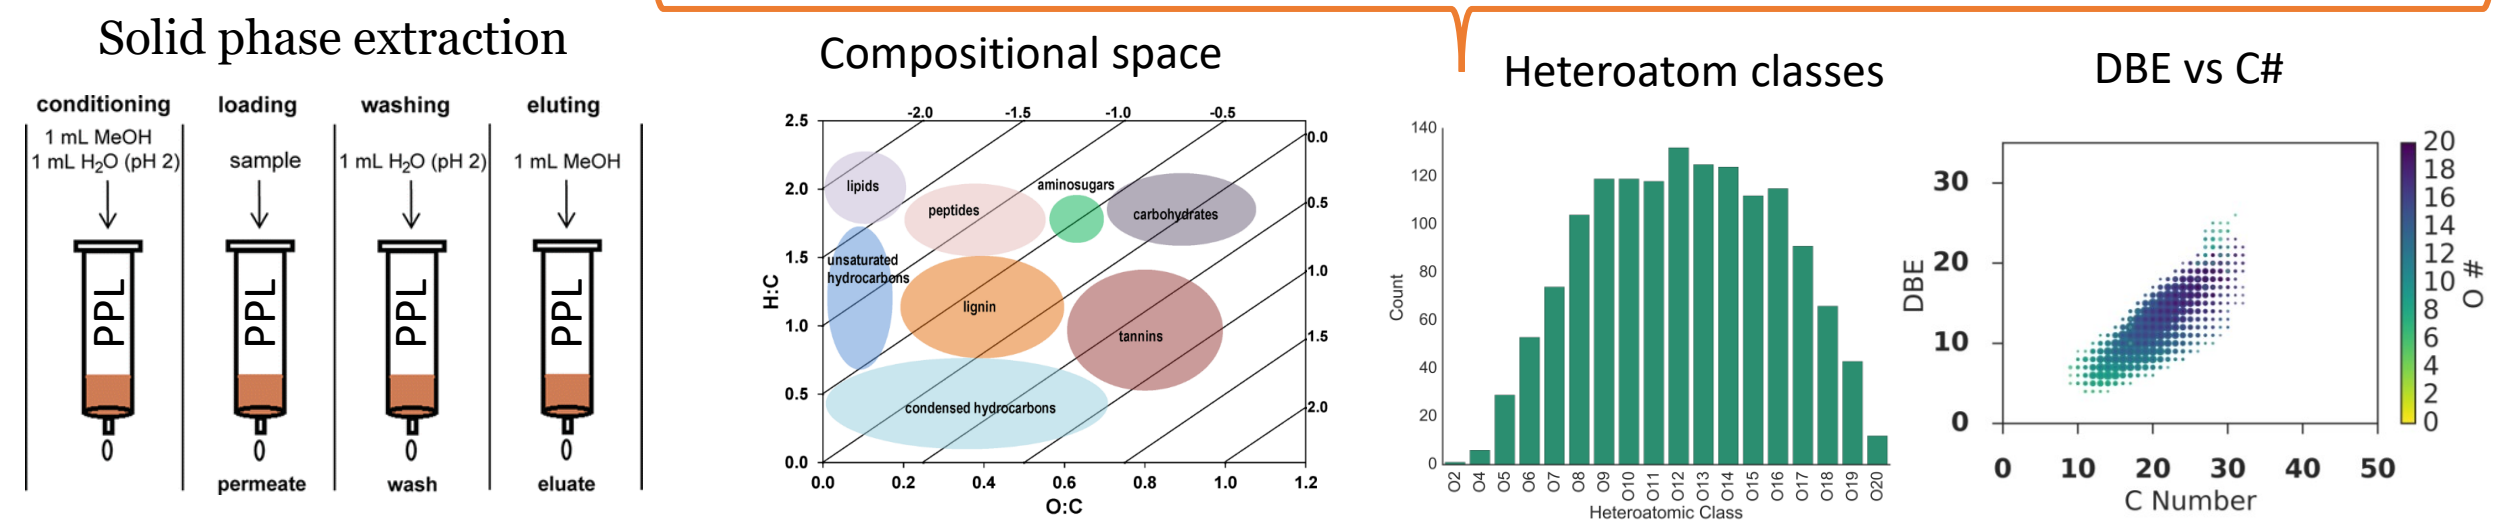 Solid phase extraction
conditioning
1 mL MeOH
1 mL H₂O (pH 2)
PPL
loading
sample
PPL
permeate
washing
1 mL H₂O (pH 2)
PPL
wash
eluting
1 mL MeOH
PPL
eluate
Compositional space
-2.0 -1.5 -1.0 -0.5
0.0
0.5
1.0
1.5
2.0
2.5
2.0
1.5
1.0
0.5
0.0
H:C
lipids
peptides
aminosugars
carbohydrates
unsaturated
hydrocarbons
lignin
tannins
condensed hydrocarbons
0.0 0.2 0.4 0.6 0.8 1.0 1.2
O:C
Heteroatom classes
140
120
100
80
60
40
20
0
Count
O2 O4 O5 O6 O7 O8 O9 O10 O11 O12 O13 O14 O15 O16 O17 O18 O19 O20
Heteroatomic Class
DBE vs C#
30
20
10
0
DBE
0 10 20 30 40 50
C Number
20
18
16
14
12
10
8
6
4
2
0
O #